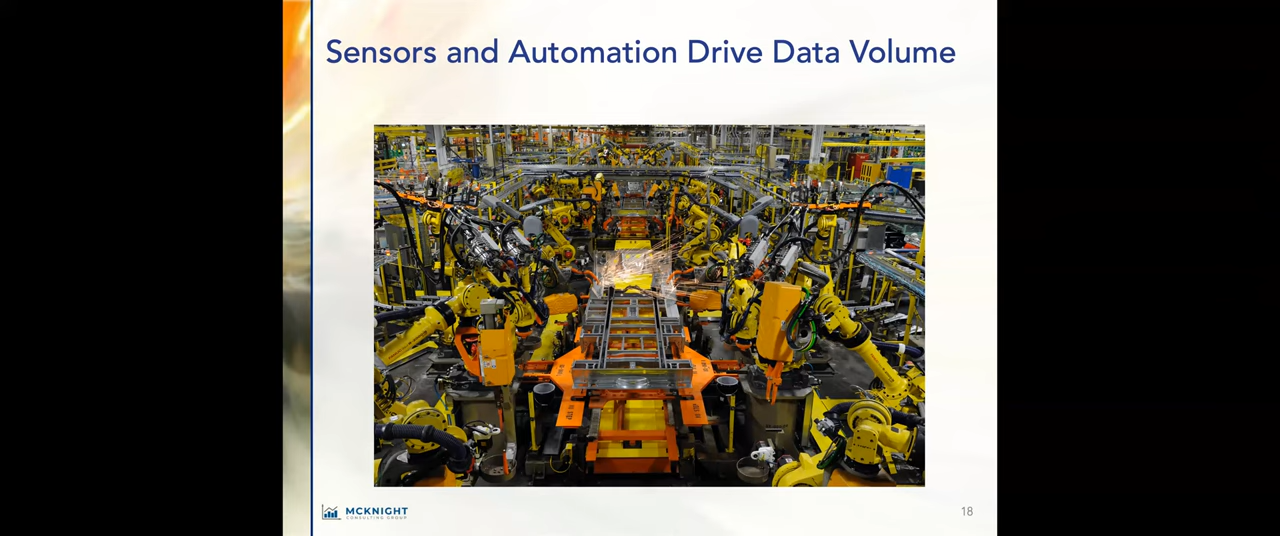 Sensors and Automation Drive Data Volume
MCKNIGHT
CONSULTING GROUP
18